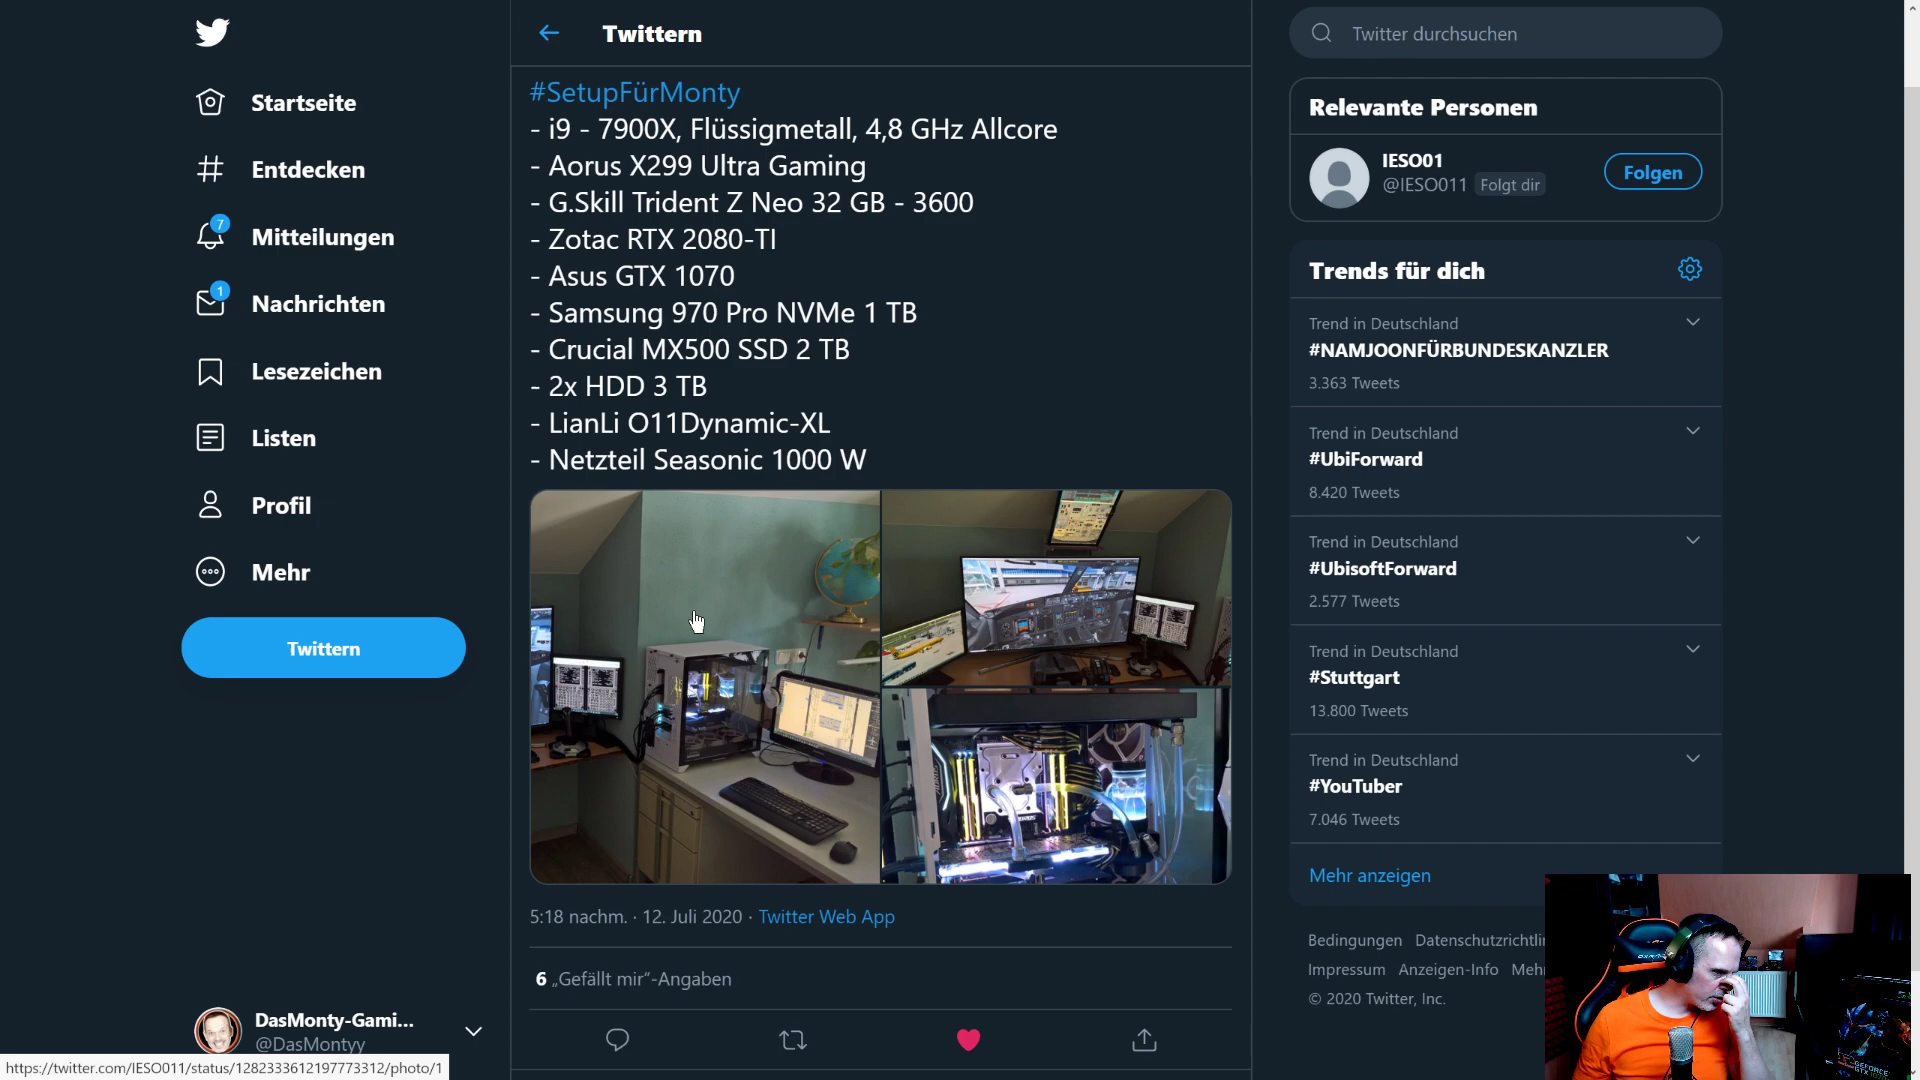 Startseite
Entdecken
7
Mitteilungen
1
Nachrichten
Lesezeichen
Listen
Profil
Mehr
Twittern
DasMonty-Gami...
@DasMontyy
https://twitter.com/IESO011/status/1282333612197773312/photo/1
Twittern
#SetupFürMonty
- i9 - 7900X, Flüssigmetall, 4,8 GHz Allcore
- Aorus X299 Ultra Gaming
- G.Skill Trident Z Neo 32 GB - 3600
- Zotac RTX 2080-TI
- Asus GTX 1070
- Samsung 970 Pro NVMe 1 TB
- Crucial MX500 SSD 2 TB
- 2x HDD 3 TB
- LianLi O11Dynamic-XL
- Netzteil Seasonic 1000 W
5:18 nachm. · 12. Juli 2020 · Twitter Web App
6 „Gefällt mir“-Angaben
Twitter durchsuchen
Relevante Personen
IESO01
@IESO011 Folgt dir
Folgen
Trends für dich
Trend in Deutschland
#NAMJOONFÜRBUNDESKANZLER
3.363 Tweets
Trend in Deutschland
#UbiForward
8.420 Tweets
Trend in Deutschland
#UbisoftForward
2.577 Tweets
Trend in Deutschland
#Stuttgart
13.800 Tweets
Trend in Deutschland
#YouTuber
7.046 Tweets
Mehr anzeigen
Bedingungen Datenschutzrichtlin
Impressum Anzeigen-Info Meh
© 2020 Twitter, Inc.
GEFORCE